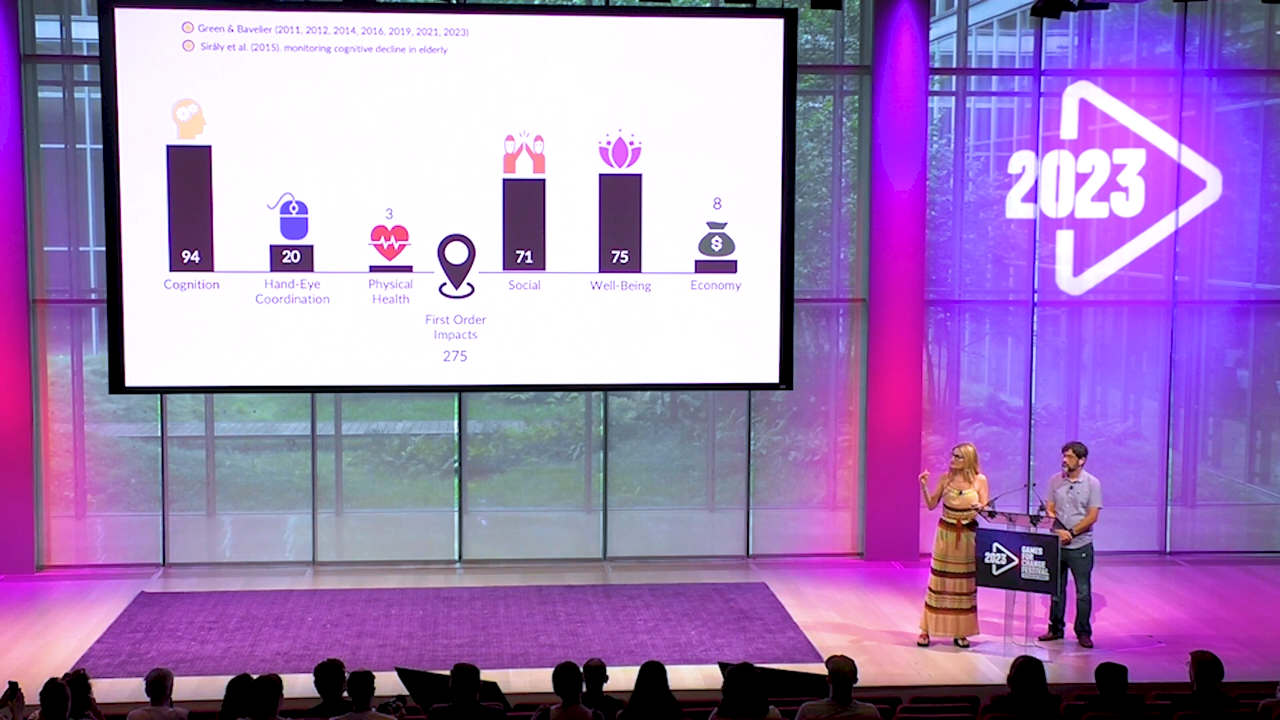 Green & Bavelier (2011, 2012, 2014, 2016, 2019, 2021, 2023)
Sirály et al. (2015). monitoring cognitive decline in elderly
3
8
$
94
20
71
75
Cognition
Hand-Eye
Coordination
Physical
Health
Social
Well-Being
Economy
First Order
Impacts
275
2023
2023
GAMES
FOR
CHANGE
FESTIVAL